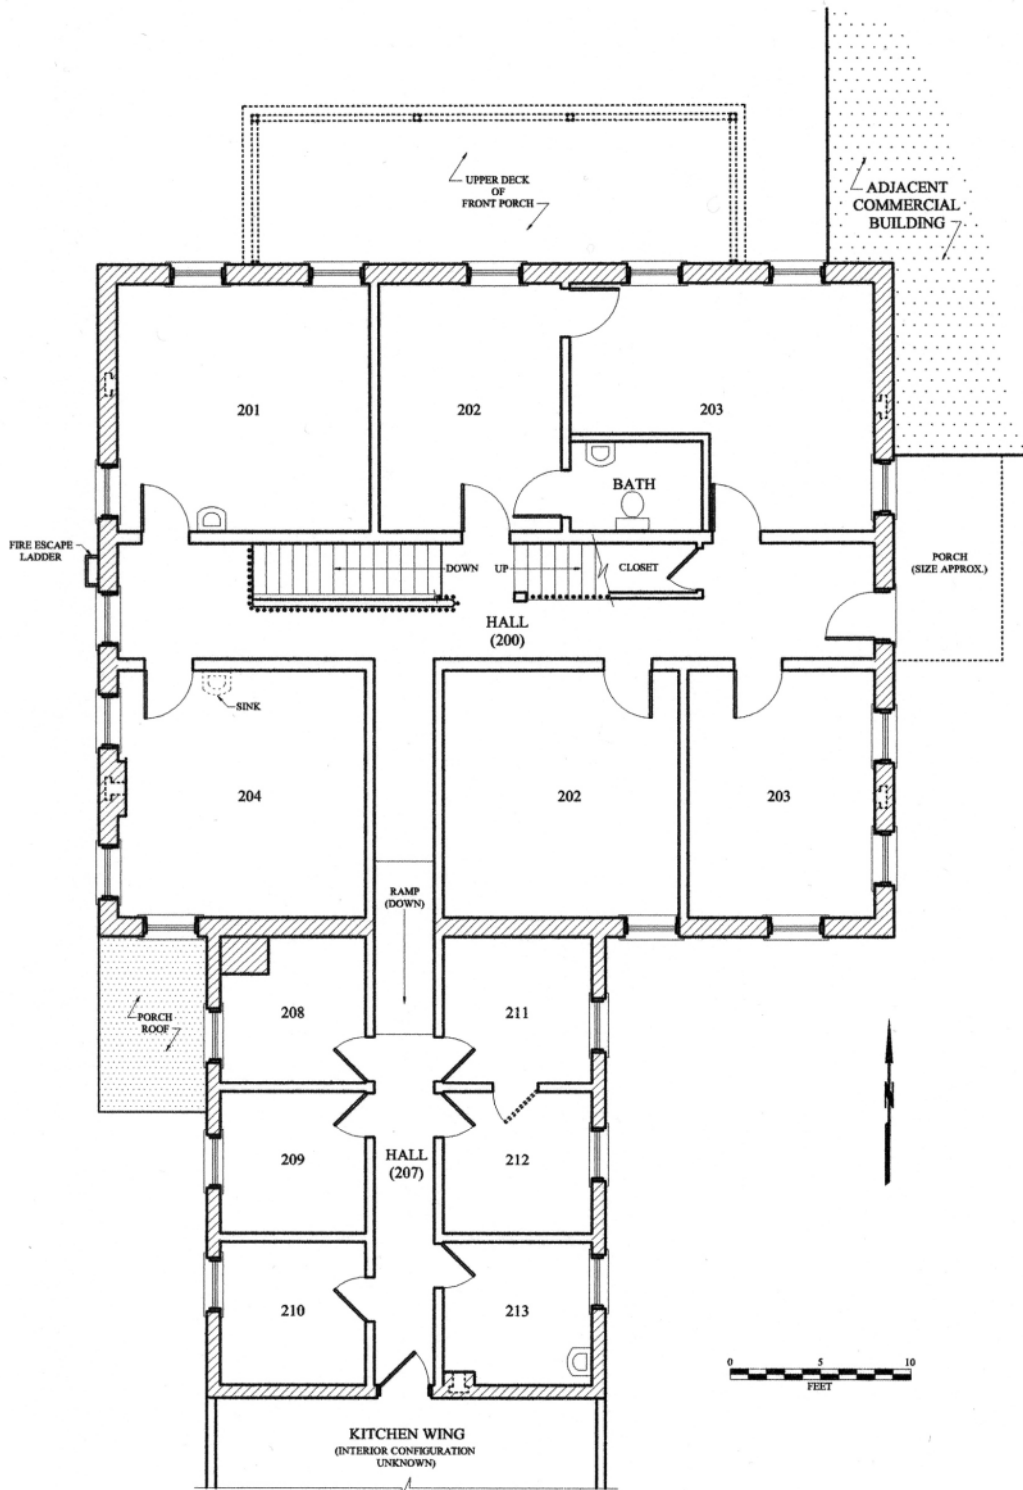 UPPER DECK
OF
FRONT PORCH
ADJACENT
COMMERCIAL
BUILDING
201
202
203
BATH
FIRE ESCAPE
LADDER
DOWN
UP
CLOSET
PORCH
(SIZE APPROX.)
HALL
(200)
SINK
204
202
203
RAMP
(DOWN)
208
211
PORCH
ROOF
N
209
HALL
(207)
212
210
213
0 5 10
FEET
KITCHEN WING
(INTERIOR CONFIGURATION
UNKNOWN)